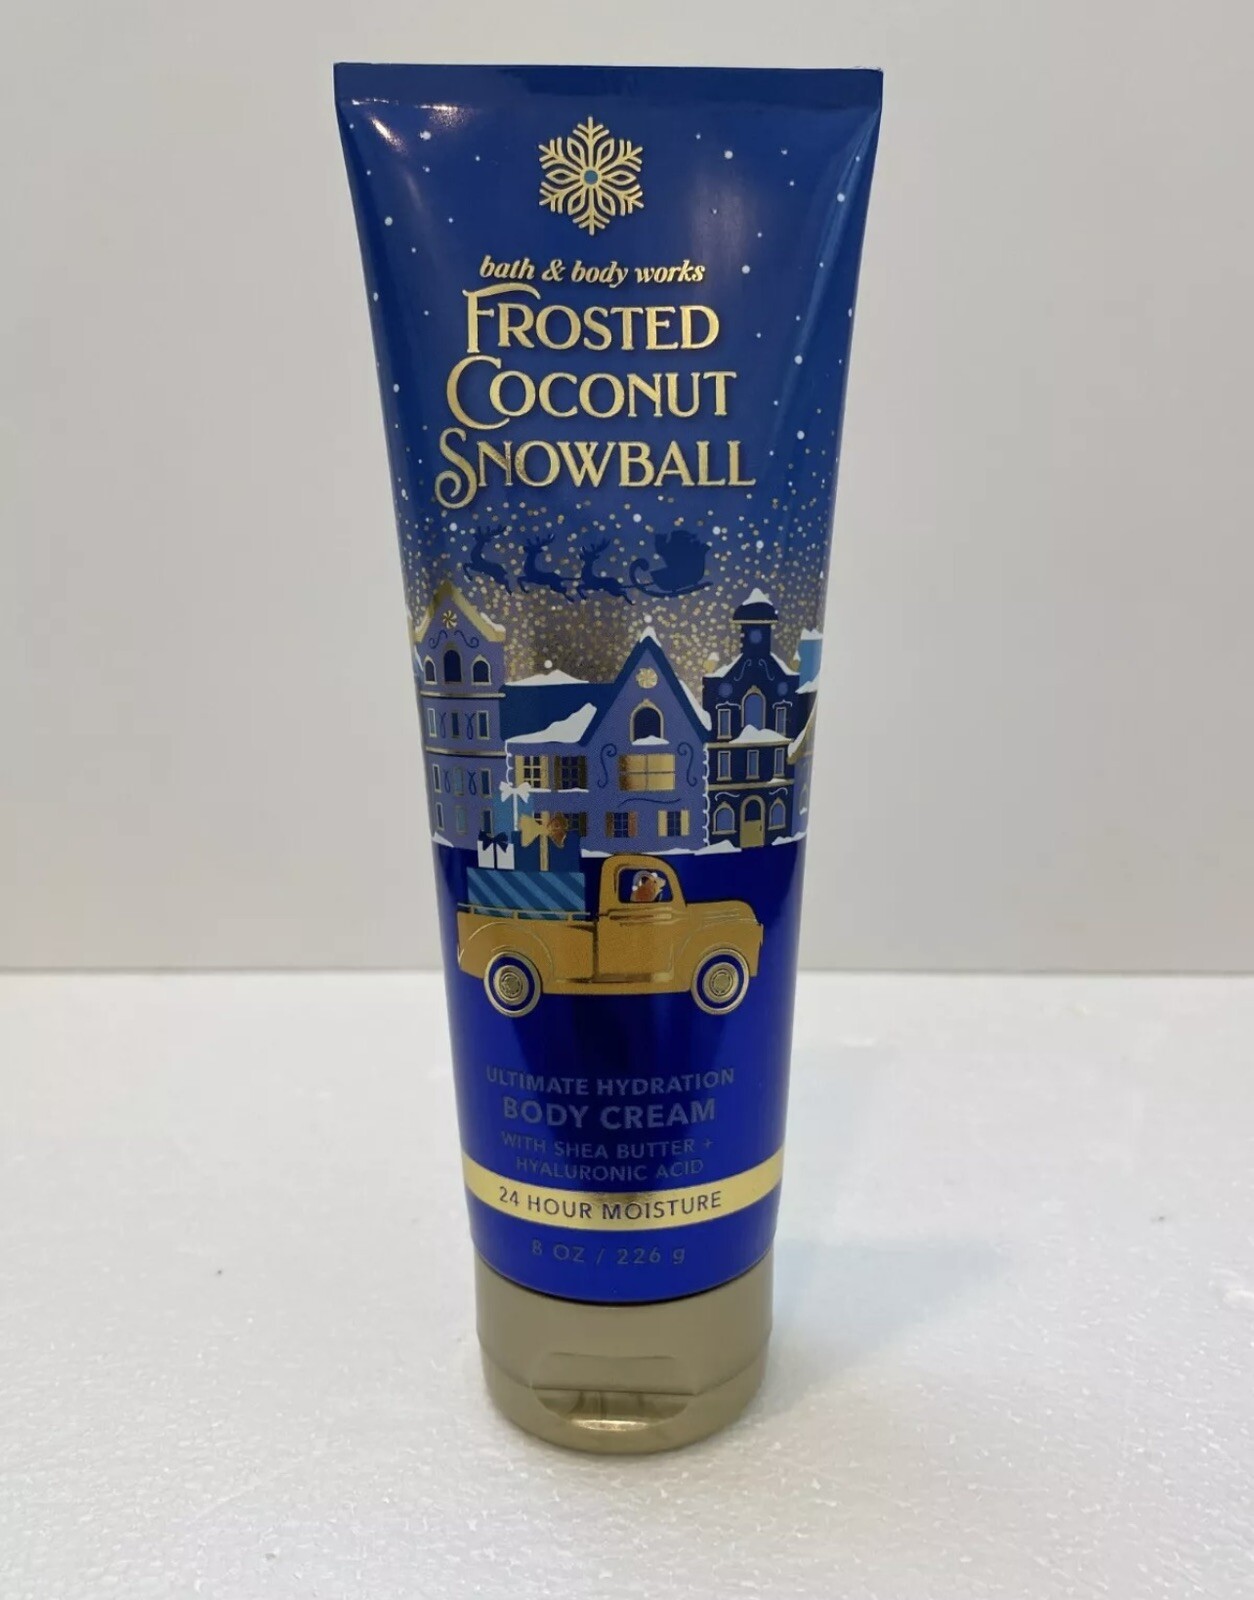 bath & body works
FROSTED
COCONUT
SNOWBALL
ULTIMATE HYDRATION
BODY CREAM
WITH SHEA BUTTER +
HYALURONIC ACID
24 HOUR MOISTURE
8 OZ / 226 g